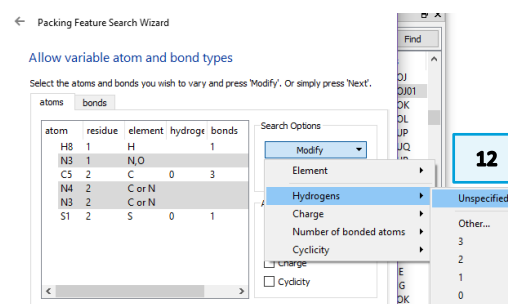 Packing Feature Search Wizard
Find
Allow variable atom and bond types
Select the atoms and bonds you wish to vary and press 'Modify'. Or simply press 'Next'.
atoms bonds
atom residue element hydroge bonds
H8 1 H 1
N3 1 N,O
C5 2 C 0 3
N4 2 C or N
N3 2 C or N
S1 2 S 0 1
Search Options
Modify
Element
Hydrogens
Charge
Number of bonded atoms
Cyclicity
Charge
Cyclicity
OJ
OJ01
OK
OL
UP
UQ
UR
E
G
PK
12
Unspecified
Other...
3
2
1
0